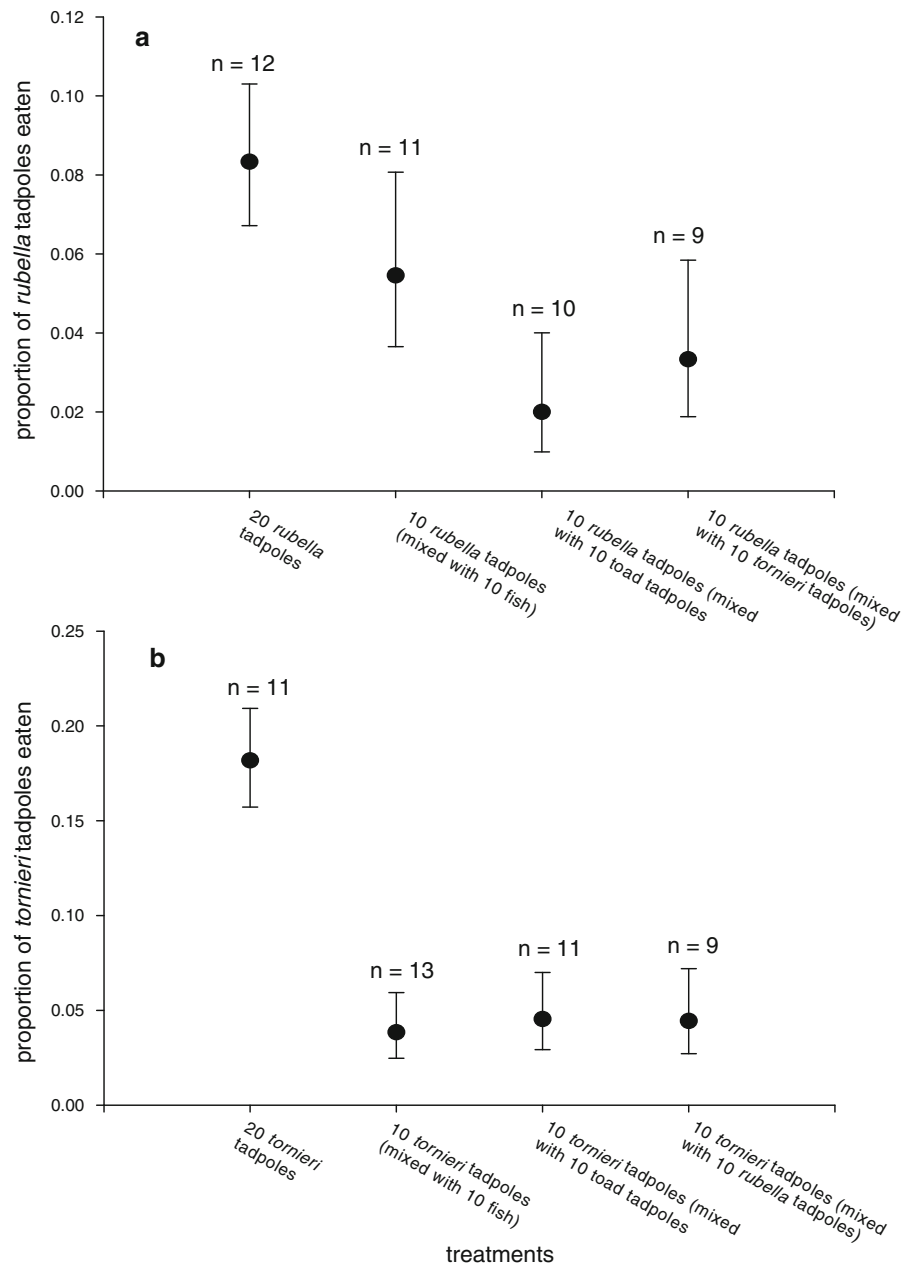 a
0.12
0.10
0.08
0.06
0.04
0.02
0.00
proportion of rubella tadpoles eaten
n = 12
n = 11
n = 10
n = 9
20 rubella
tadpoles
10 rubella tadpoles
(mixed with 10 fish)
10 rubella tadpoles (mixed
with 10 toad tadpoles
10 rubella tadpoles (mixed
with 10 tornieri tadpoles)
b
0.25
0.20
0.15
0.10
0.05
0.00
proportion of tornieri tadpoles eaten
n = 11
n = 13
n = 11
n = 9
20 tornieri
tadpoles
10 tornieri tadpoles
(mixed with 10 fish)
10 tornieri tadpoles (mixed
with 10 toad tadpoles
10 tornieri tadpoles (mixed
with 10 rubella tadpoles)
treatments